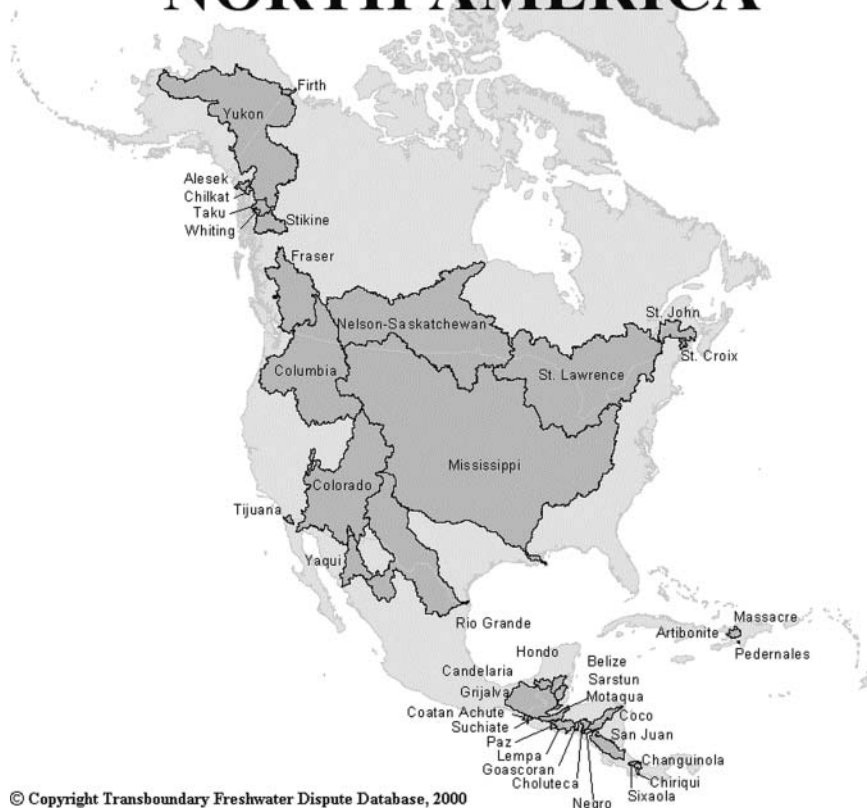 NORTH AMERICA
Firth
Yukon
Alesek
Chilkat
Taku
Whiting
Stikine
Fraser
Nelson-Saskatchewan
St. John
St. Croix
Columbia
St. Lawrence
Mississippi
Colorado
Tijuana
Yaqui
Rio Grande
Massacre
Artibonite
Pedernales
Hondo
Belize
Candelaria
Sarstun
Grijalva
Motaqua
Coatan Achute
Coco
Suchiate
San Juan
Paz
Lempa
Changuinola
Goascoran
Chiriqui
Choluteca
Sixaola
Negro
© Copyright Transboundary Freshwater Dispute Database, 2000